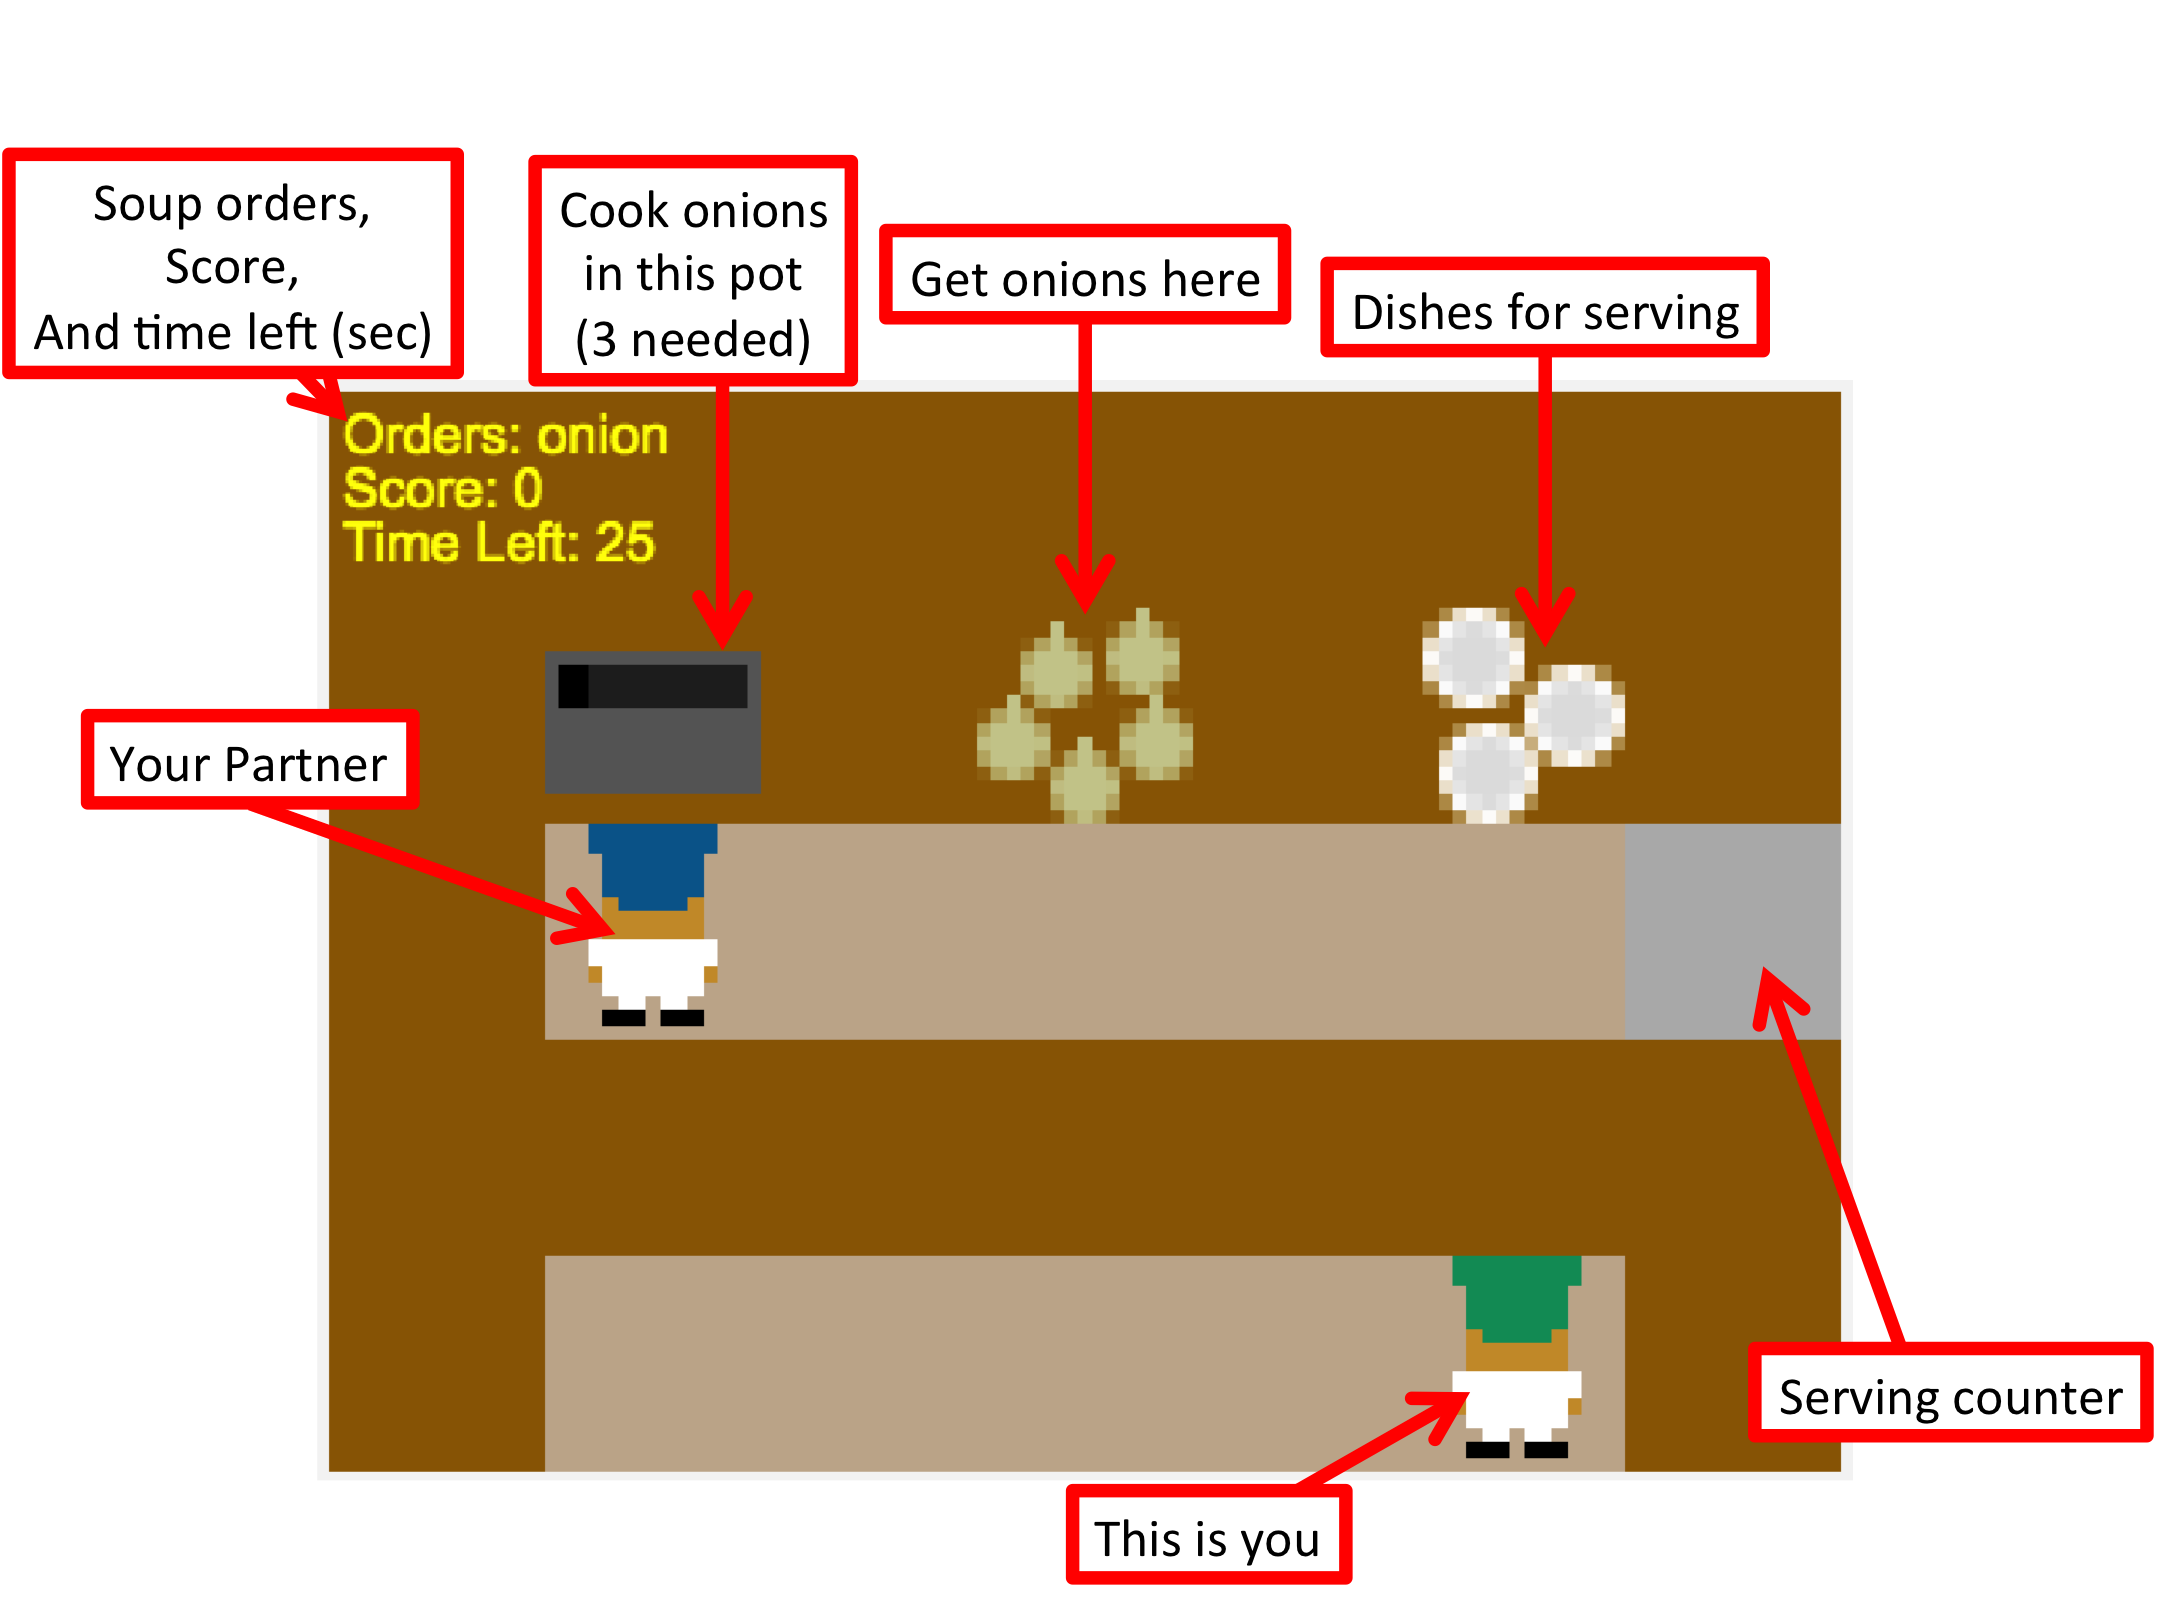 Soup orders,
Score,
And time left (sec)
Cook onions
in this pot
(3 needed)
Get onions here
Dishes for serving
Orders: onion
Score: 0
Time Left: 25
Your Partner
Serving counter
This is you